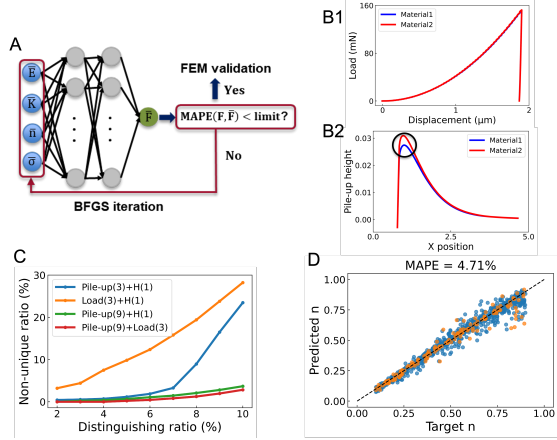 A
E̅
K̅
n̅
σ̅
F̅
FEM validation
Yes
MAPE(F,F̅) < limit?
No
BFGS iteration
B1
Load (mN)
160
80
0
Material1
Material2
0
1
2
Displacement (μm)
B2
Pile-up height
0.03
0.02
0.01
0.00
Material1
Material2
0.0
2.5
5.0
X position
C
Non-unique ratio (%)
30
20
10
0
Pile-up(3)+H(1)
Load(3)+H(1)
Pile-up(9)+H(1)
Pile-up(9)+Load(3)
2
4
6
8
10
Distinguishing ratio (%)
D
MAPE = 4.71%
Predicted n
1.00
0.75
0.50
0.25
0.00
0.00
0.25
0.50
0.75
1.00
Target n